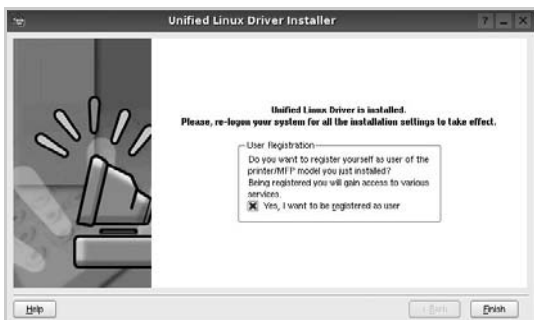 Unified Linux Driver Installer
Unified Linux Driver is installed.
Please, re-logon your system for all the installation settings to take effect.
User Registration
Do you want to register yourself as user of the
printer/MFP model you just installed?
Being registered you will gain access to various
services.
Yes, I want to be registered as user
Help
< Back
Finish